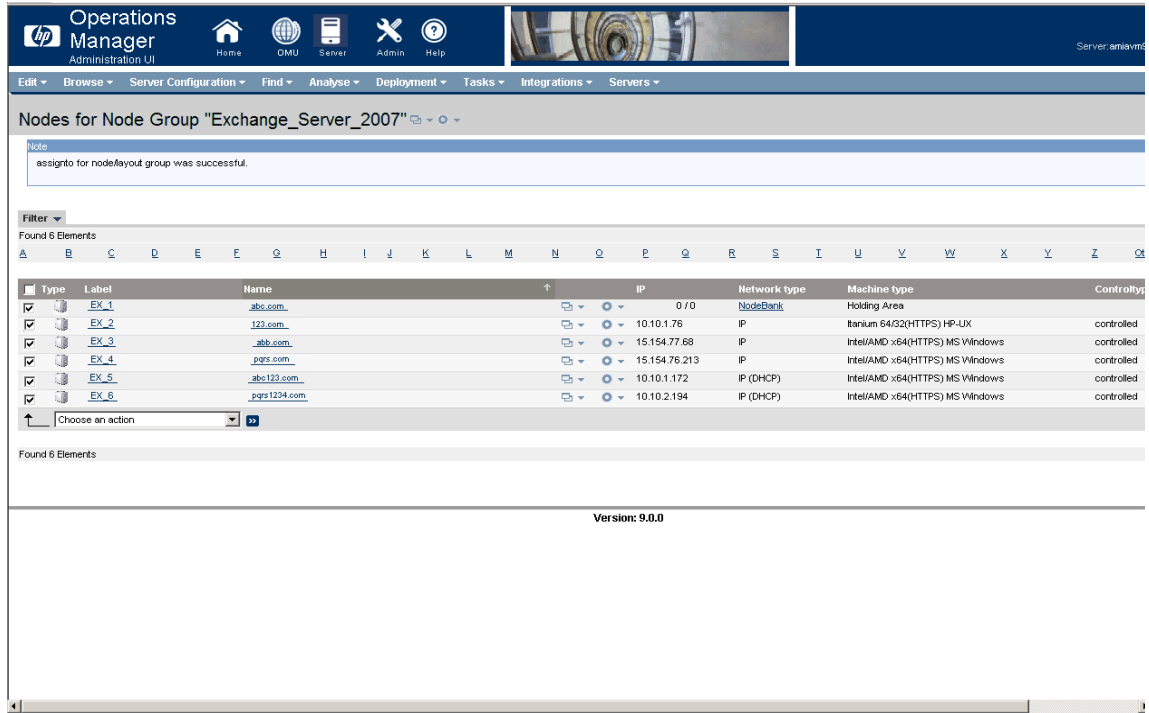 hp Operations Manager
Administration UI
Home OMU Server Admin Help
Server:amiavm
Edit Browse Server Configuration Find Analyse Deployment Tasks Integrations Servers
Nodes for Node Group "Exchange_Server_2007"
Note
assignto for node/layout group was successful.
Filter
Found 6 Elements
A B C D E F G H I J K L M N O P Q R S T U V W X Y Z Ot
Type Label Name IP Network type Machine type Controltyp
EX_1 abc.com 0 / 0 NodeBank Holding Area
EX_2 123.com 10.10.1.76 IP Itanium 64/32(HTTPS) HP-UX controlled
EX_3 abb.com 15.154.77.68 IP Intel/AMD x64(HTTPS) MS Windows controlled
EX_4 pqrs.com 15.154.76.213 IP Intel/AMD x64(HTTPS) MS Windows controlled
EX_5 abc123.com 10.10.1.172 IP (DHCP) Intel/AMD x64(HTTPS) MS Windows controlled
EX_6 pqrs1234.com 10.10.2.194 IP (DHCP) Intel/AMD x64(HTTPS) MS Windows controlled
Choose an action
Found 6 Elements
Version: 9.0.0